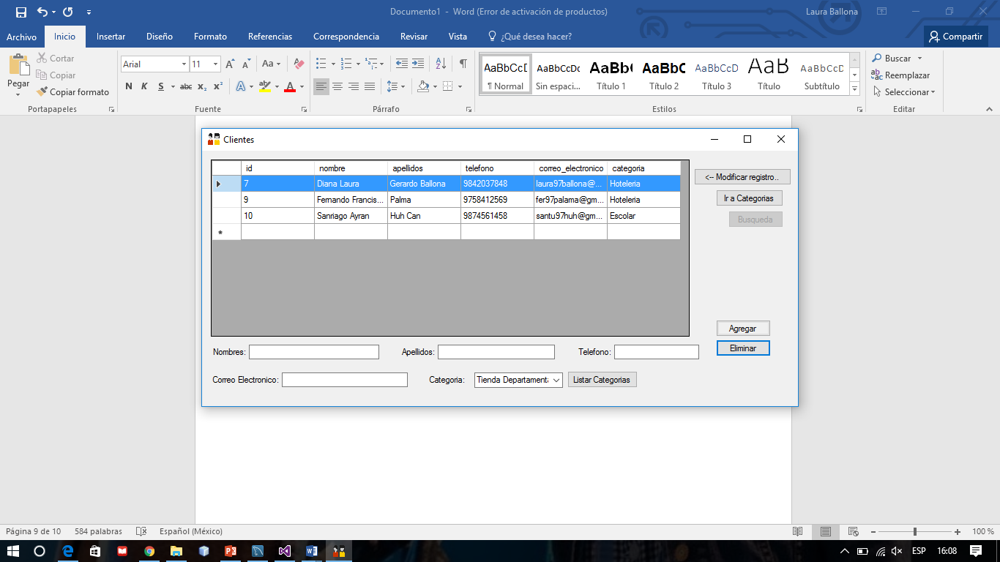 Documento1 - Word (Error de activación de productos)
Laura Ballona
Archivo Inicio Insertar Diseño Formato Referencias Correspondencia Revisar Vista ¿Qué desea hacer? Compartir
Pegar
Cortar
Copiar
Copiar formato
Portapapeles
Arial 11
Aa
N K S abc x₂ x² A aby A
Fuente
Párrafo
AaBbCcD AaBbCcDc AaBb( AaBbC AaBbCcD AaB AaBbCcD
¶ Normal Sin espaci... Título 1 Título 2 Título 3 Título Subtítulo
Estilos
Buscar
Reemplazar
Seleccionar
Editar
Clientes
id nombre apellidos telefono correo_electronico categoria
7 Diana Laura Gerardo Ballona 9842037848 laura97ballona@... Hoteleria
9 Fernando Francis... Palma 9758412569 fer97palama@gm... Hoteleria
10 Sanriago Ayran Huh Can 9874561458 santu97huh@gm... Escolar
*
<-- Modificar registro..
Ir a Categorias
Busqueda
Agregar
Eliminar
Nombres: Apellidos: Telefono:
Correo Electronico: Categoria: Tienda Departamenta Listar Categorias
Página 9 de 10 584 palabras Español (México) 100 %
ESP 16:08